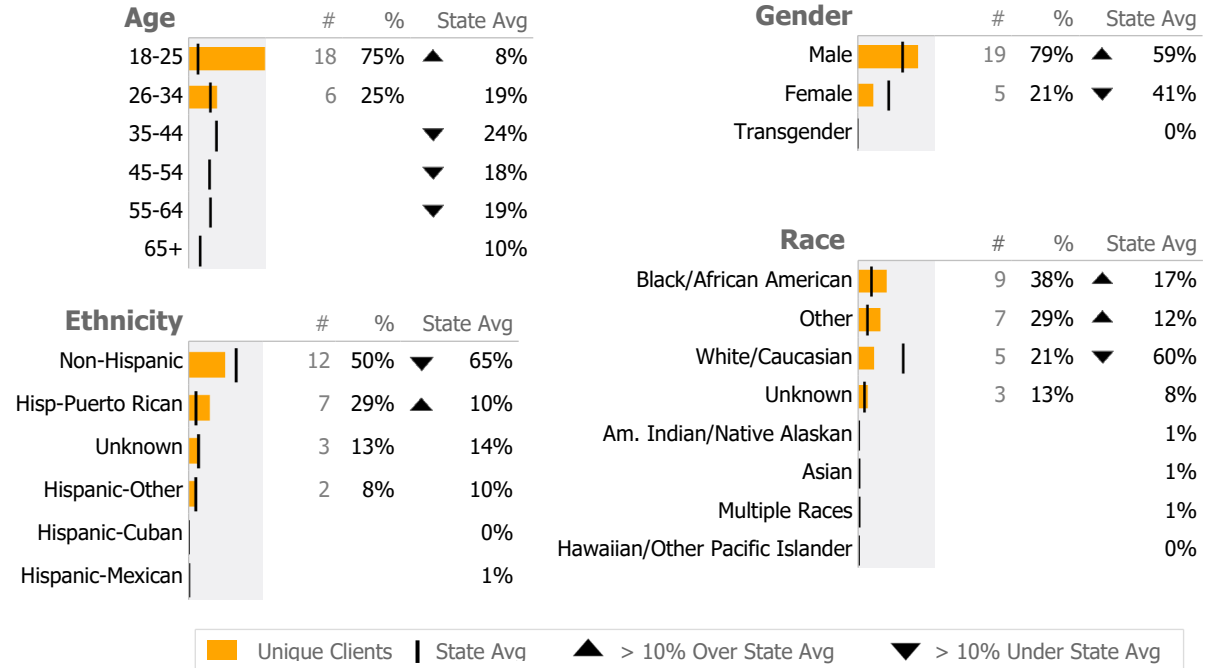 Age # % State Avg
18-25 18 75% ▲ 8%
26-34 6 25% 19%
35-44 ▼ 24%
45-54 ▼ 18%
55-64 ▼ 19%
65+ 10%
Ethnicity # % State Avg
Non-Hispanic 12 50% ▼ 65%
Hisp-Puerto Rican 7 29% ▲ 10%
Unknown 3 13% 14%
Hispanic-Other 2 8% 10%
Hispanic-Cuban 0%
Hispanic-Mexican 1%
Gender # % State Avg
Male 19 79% ▲ 59%
Female 5 21% ▼ 41%
Transgender 0%
Race # % State Avg
Black/African American 9 38% ▲ 17%
Other 7 29% ▲ 12%
White/Caucasian 5 21% ▼ 60%
Unknown 3 13% 8%
Am. Indian/Native Alaskan 1%
Asian 1%
Multiple Races 1%
Hawaiian/Other Pacific Islander 0%
Unique Clients State Avg ▲ > 10% Over State Avg ▼ > 10% Under State Avg